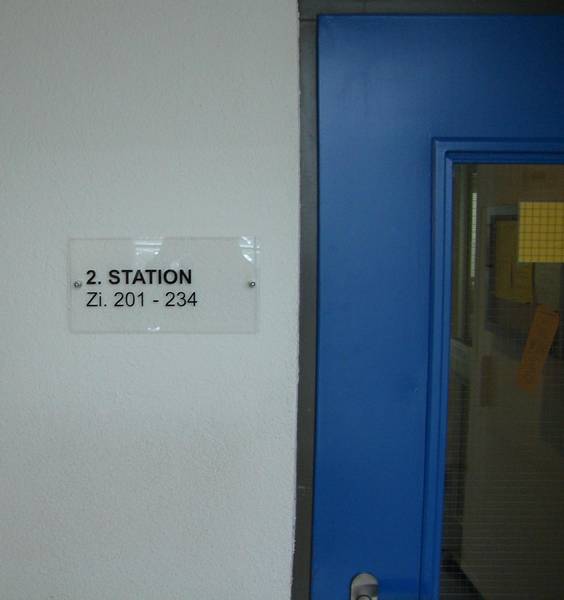 2. STATION
Zi. 201 - 234